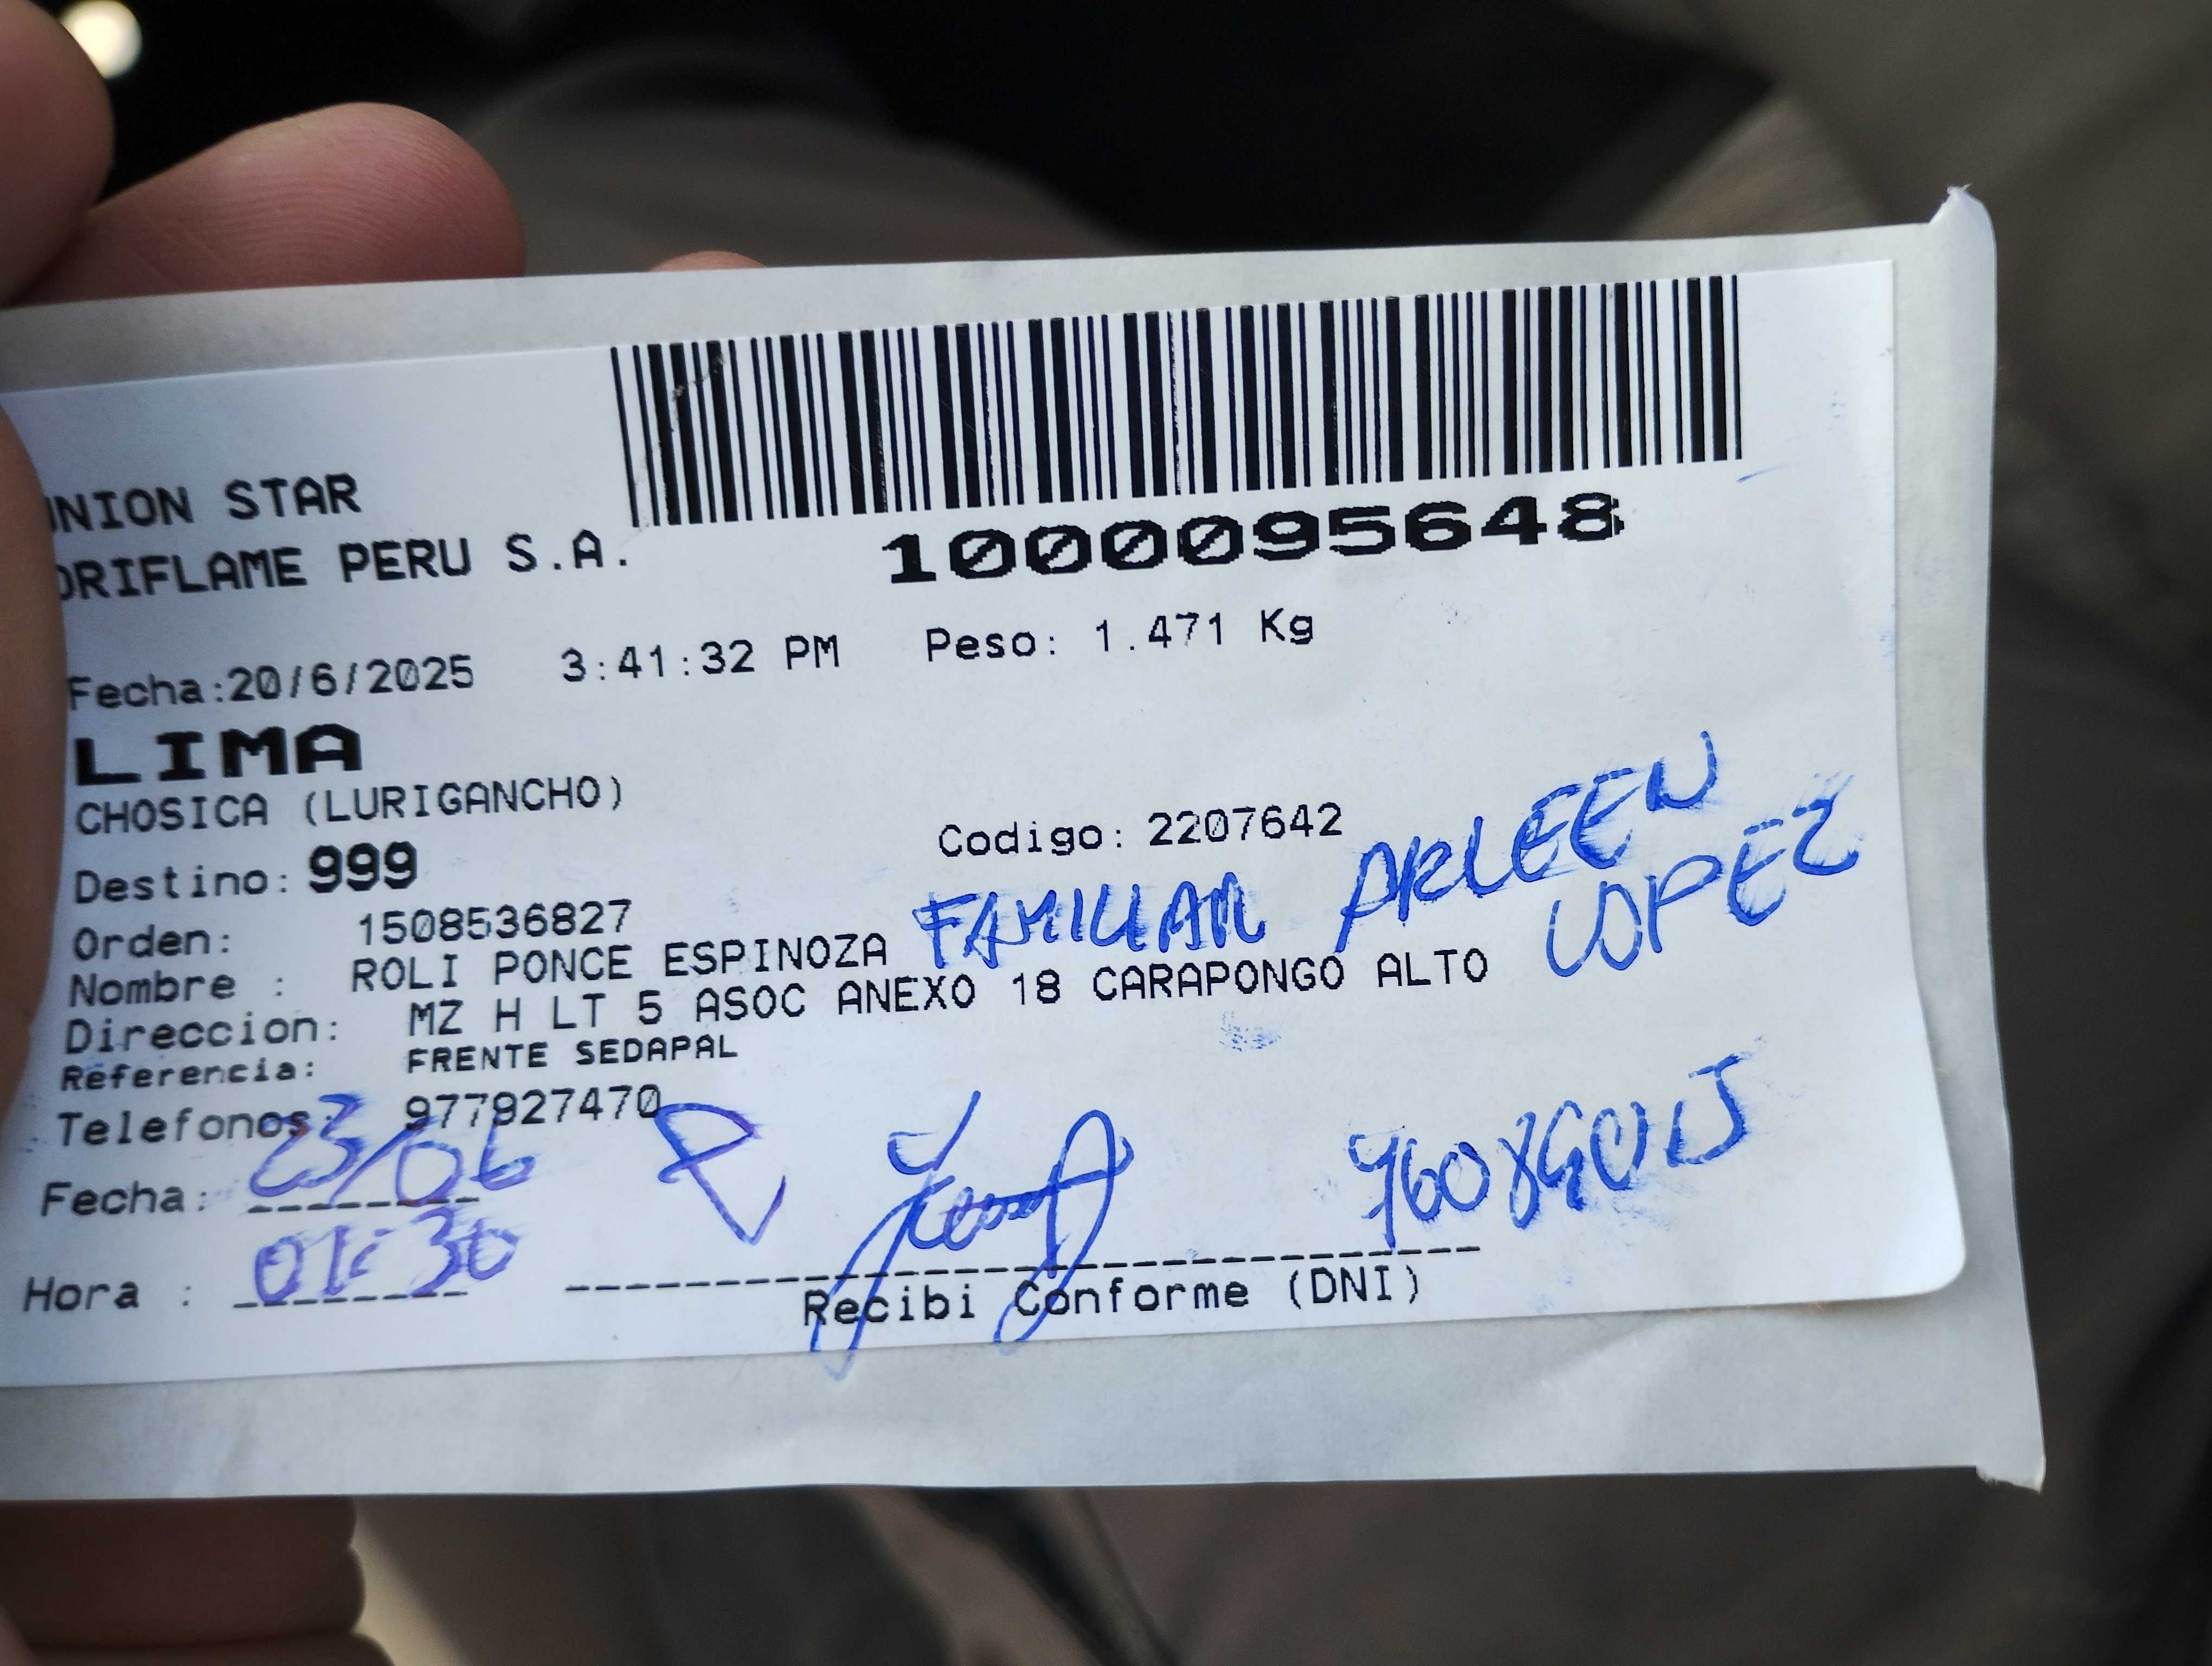 UNION STAR
ORIFLAME PERU S.A.
1000095648
Fecha:20/6/2025 3:41:32 PM Peso: 1.471 Kg
LIMA
CHOSICA (LURIGANCHO)
Codigo: 2207642
Destino: 999
Orden: 1508536827
Nombre : ROLI PONCE ESPINOZA FAMILIAR ARLEEN
LOPEZ
Direccion: MZ H LT 5 ASOC ANEXO 18 CARAPONGO ALTO
Referencia: FRENTE SEDAPAL
Telefonos: 977927470
Fecha: 23/06
Hora : 01:30
Recibi Conforme (DNI)